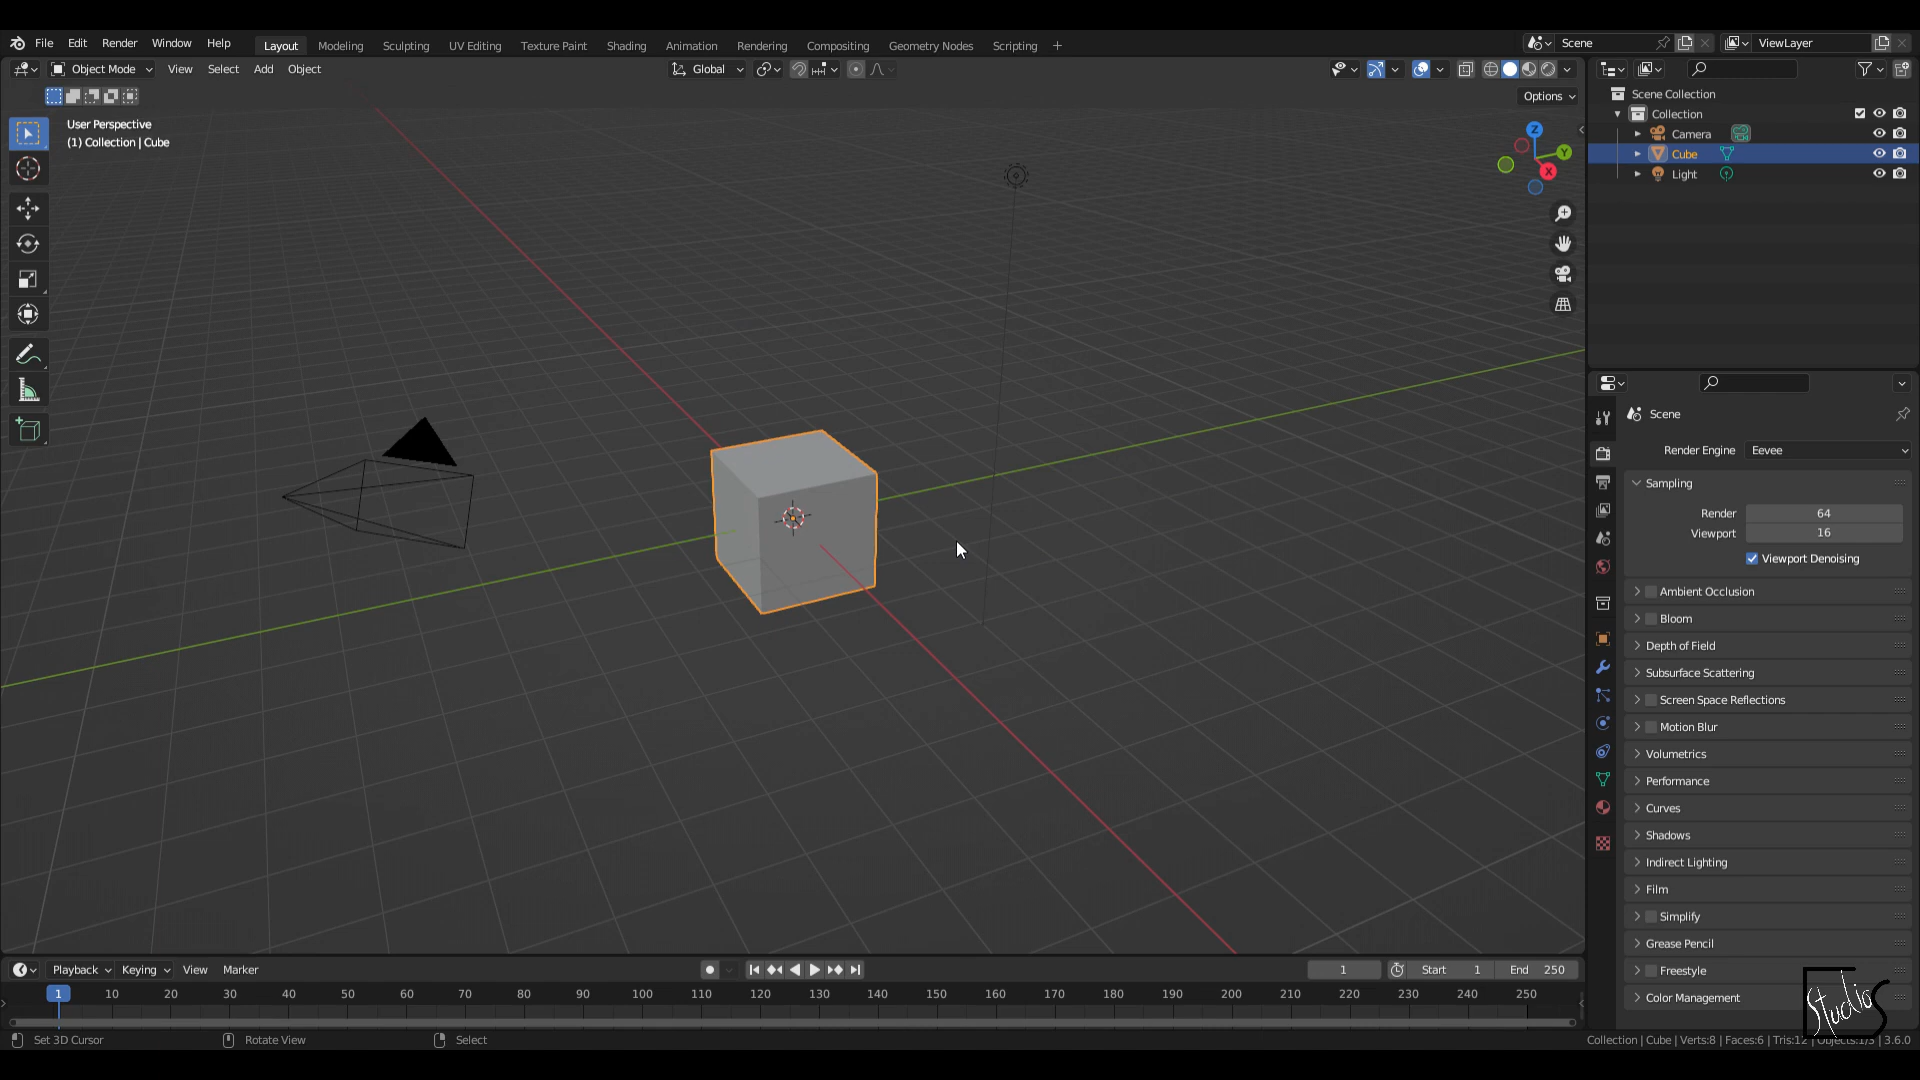 File Edit Render Window Help Layout Modeling Sculpting UV Editing Texture Paint Shading Animation Rendering Compositing Geometry Nodes Scripting + Scene ViewLayer
Object Mode View Select Add Object Global
Options
User Perspective
(1) Collection | Cube
Z
Y
X
Scene Collection
Collection
Camera
Cube
Light
Scene
Render Engine Eevee
Sampling
Render 64
Viewport 16
Viewport Denoising
Ambient Occlusion
Bloom
Depth of Field
Subsurface Scattering
Screen Space Reflections
Motion Blur
Volumetrics
Performance
Curves
Shadows
Indirect Lighting
Film
Simplify
Grease Pencil
Freestyle
Color Management
Playback Keying View Marker 1 Start 1 End 250
1 10 20 30 40 50 60 70 80 90 100 110 120 130 140 150 160 170 180 190 200 210 220 230 240 250
Set 3D Cursor Rotate View Select
Collection | Cube | Verts:8 | Faces:6 | Tris:12 | Objects:1/3 | 3.6.0
Studio
S